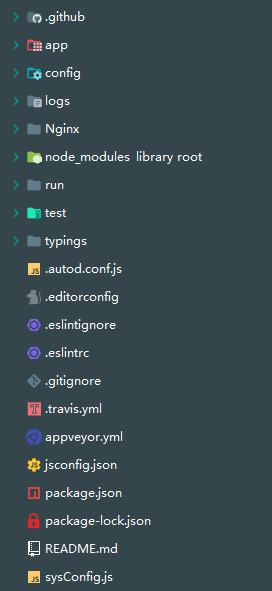 .github
app
config
logs
Nginx
node_modules library root
run
test
typings
.autod.conf.js
.editorconfig
.eslintignore
.eslintrc
.gitignore
.travis.yml
appveyor.yml
jsconfig.json
package.json
package-lock.json
README.md
sysConfig.js